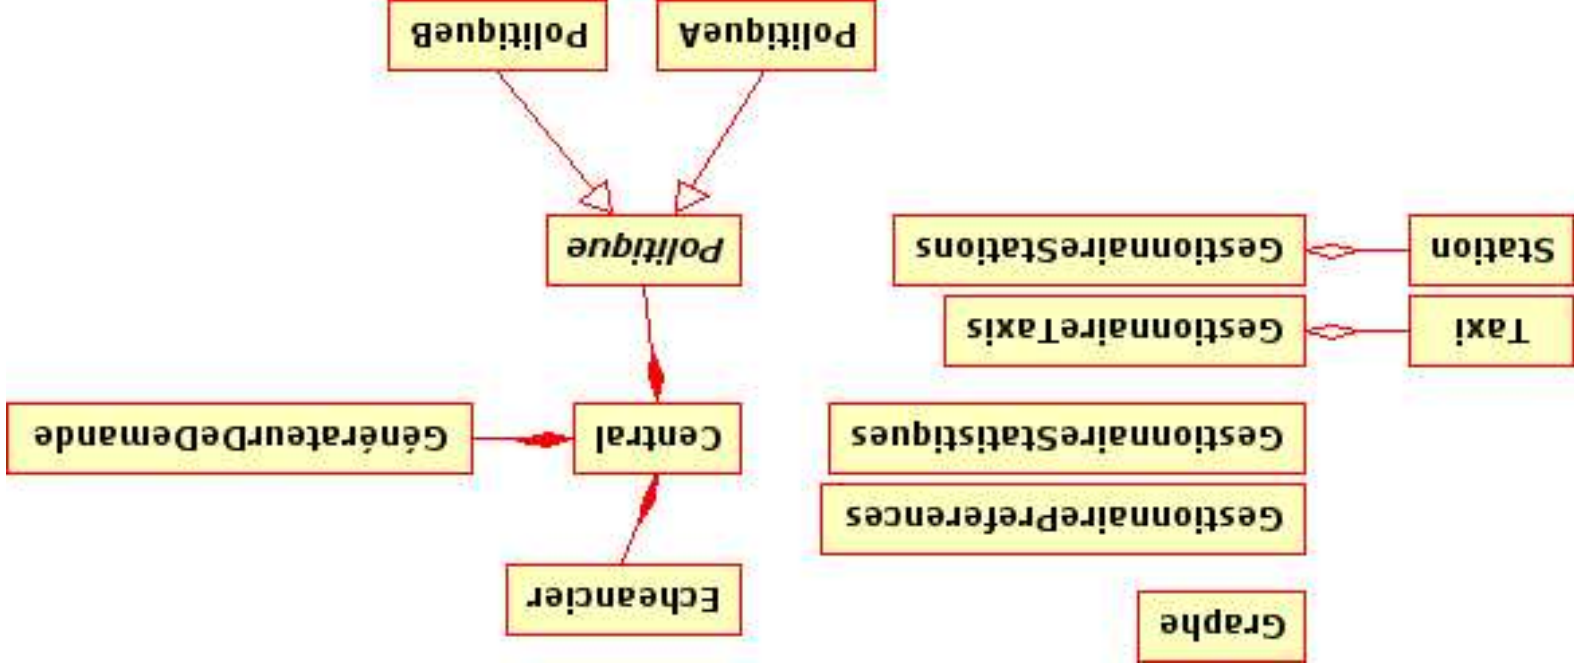 Graphe
Echeancier
GestionnairePreferences
GestionnaireStatistiques
Central
GénérateurDeDemande
Taxi
GestionnaireTaxis
Station
GestionnaireStations
Politique
PolitiqueA
PolitiqueB